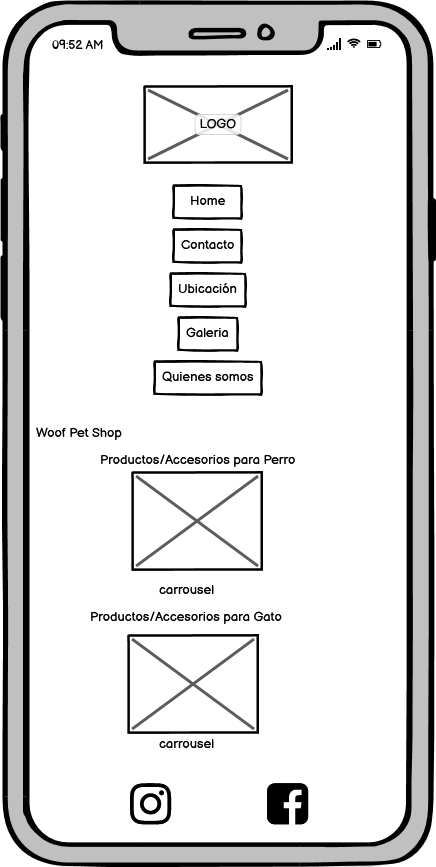 09:52 AM
LOGO
Home
Contacto
Ubicación
Galeria
Quienes somos
Woof Pet Shop
Productos/Accesorios para Perro
carrousel
Productos/Accesorios para Gato
carrousel